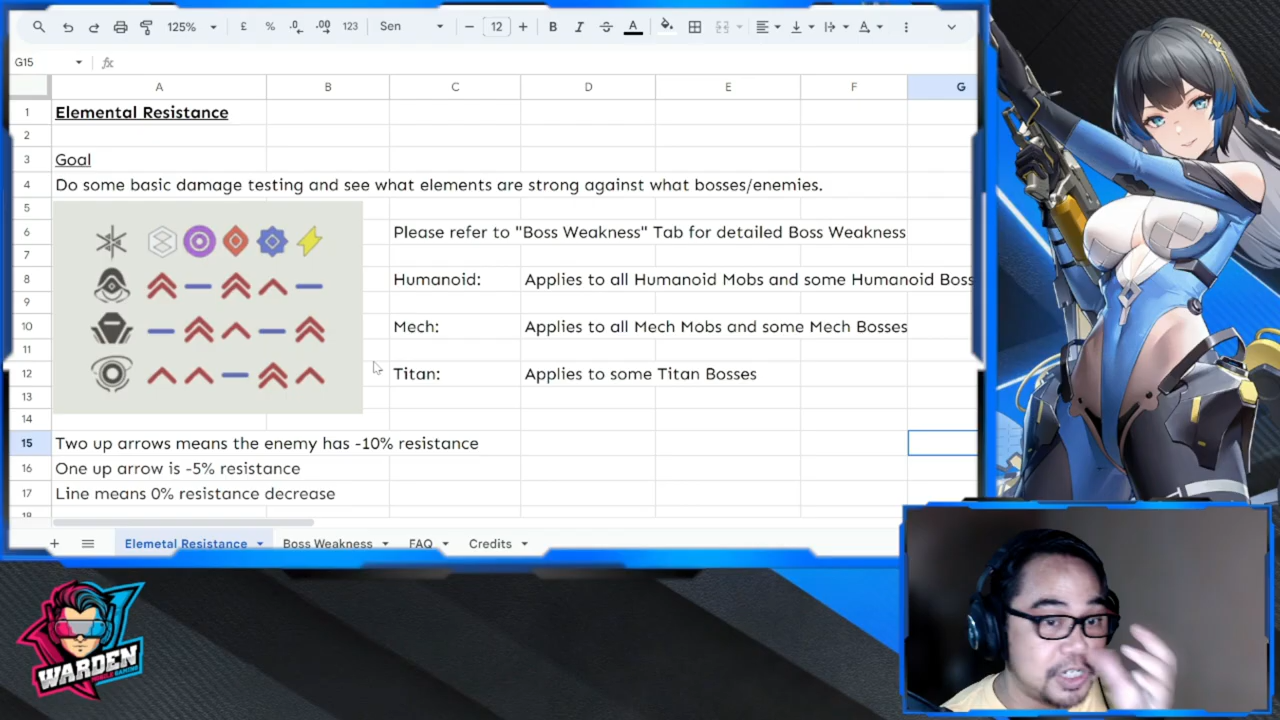 125% £ % .0 .00 123 Sen − 12 + B I S A
G15 fx
A B C D E F G
1 Elemental Resistance
2
3 Goal
4 Do some basic damage testing and see what elements are strong against what bosses/enemies.
5
6 Please refer to "Boss Weakness" Tab for detailed Boss Weakness
7
8 Humanoid: Applies to all Humanoid Mobs and some Humanoid Boss
9
10 Mech: Applies to all Mech Mobs and some Mech Bosses
11
12 Titan: Applies to some Titan Bosses
13
14
15 Two up arrows means the enemy has -10% resistance
16 One up arrow is -5% resistance
17 Line means 0% resistance decrease
18
+ Elemetal Resistance Boss Weakness FAQ Credits
WARDEN
MOBILE GAMING